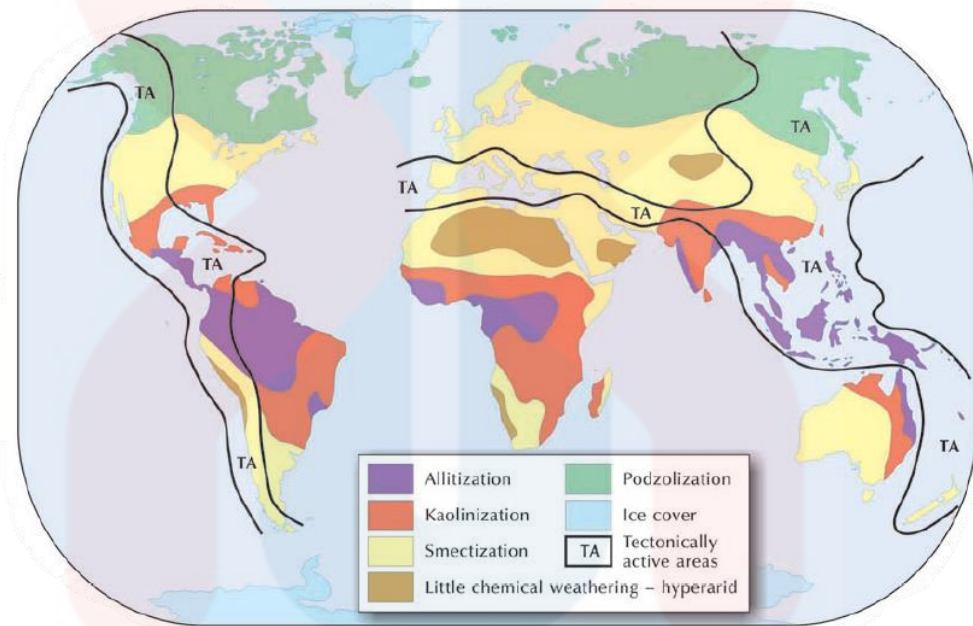 TA
TA
TA
TA
TA
TA
TA
TA
Allitization
Kaolinization
Smectization
Little chemical weathering – hyperarid
Podzolization
Ice cover
TA
Tectonically
active areas